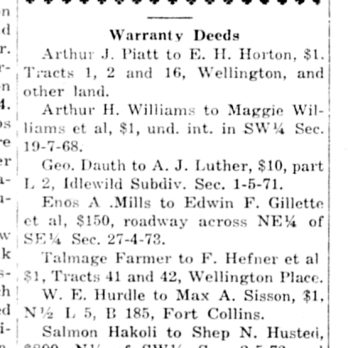 Warranty Deeds
Arthur J. Piatt to E. H. Horton, $1.
Tracts 1, 2 and 16, Wellington, and
other land.
Arthur H. Williams to Maggie Wil-
liams et al, $1, und. int. in SW¼ Sec.
19-7-68.
Geo. Dauth to A. J. Luther, $10, part
L 2, Idlewild Subdiv. Sec. 1-5-71.
Enos A .Mills to Edwin F. Gillette
et al, $150, roadway across NE¼ of
SE¼ Sec. 27-4-73.
Talmage Farmer to F. Hefner et al
$1, Tracts 41 and 42, Wellington Place.
W. E. Hurdle to Max A. Sisson, $1,
N½ L 5, B 185, Fort Collins.
Salmon Hakoli to Shep N. Husted,